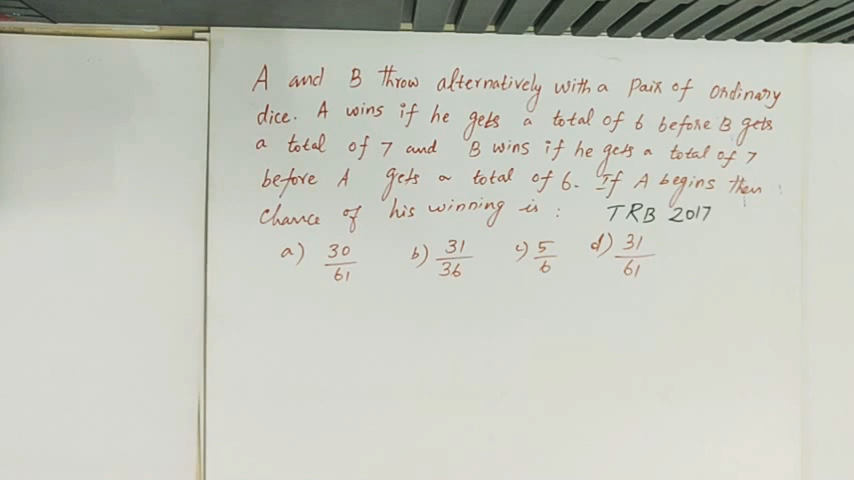 A and B throw alternatively with a pair of ordinary
dice. A wins if he gets a total of 6 before B gets
a total of 7 and B wins if he gets a total of 7
before A gets a total of 6. If A begins then
chance of his winning is : TRB 2017
a) 30/61 b) 31/36 c) 5/6 d) 31/61